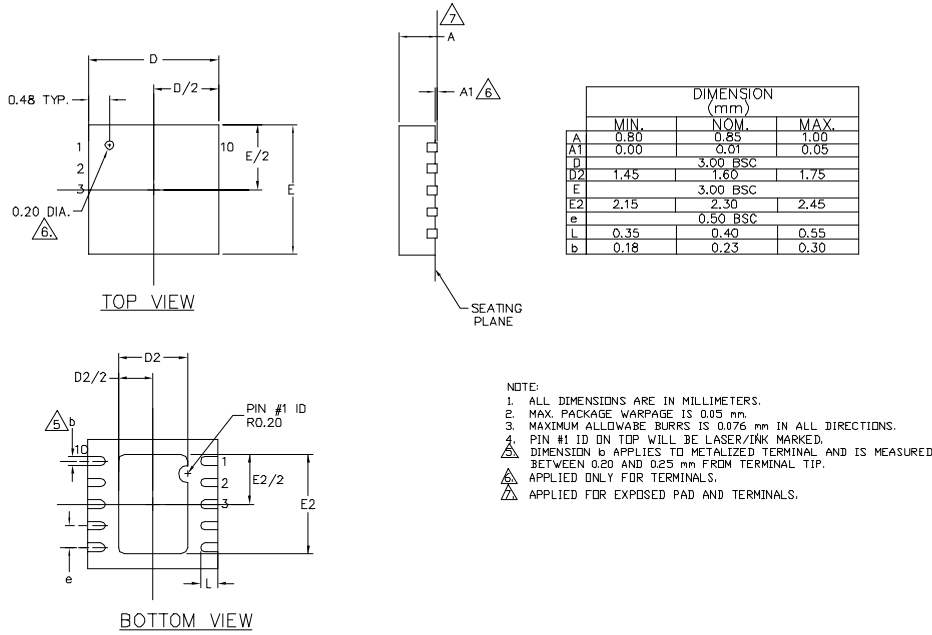 7
A
D
D/2
0.48 TYP.
A1 6
1
10
2
3
E/2
E
0.20 DIA.
6.
TOP VIEW
SEATING
PLANE
DIMENSION
(mm)
MIN. NOM. MAX.
A 0.80 0.85 1.00
A1 0.00 0.01 0.05
D 3.00 BSC
D2 1.45 1.60 1.75
E 3.00 BSC
E2 2.15 2.30 2.45
e 0.50 BSC
L 0.35 0.40 0.55
b 0.18 0.23 0.30
D2
D2/2
PIN #1 ID
R0.20
5 b
10
1
2
3
E2/2
E2
e
L
BOTTOM VIEW
NOTE:
1. ALL DIMENSIONS ARE IN MILLIMETERS.
2. MAX. PACKAGE WARPAGE IS 0.05 mm.
3. MAXIMUM ALLOWABE BURRS IS 0.076 mm IN ALL DIRECTIONS.
4. PIN #1 ID ON TOP WILL BE LASER/INK MARKED.
5. DIMENSION b APPLIES TO METALIZED TERMINAL AND IS MEASURED
BETWEEN 0.20 AND 0.25 mm FROM TERMINAL TIP.
6. APPLIED ONLY FOR TERMINALS.
7. APPLIED FOR EXPOSED PAD AND TERMINALS.